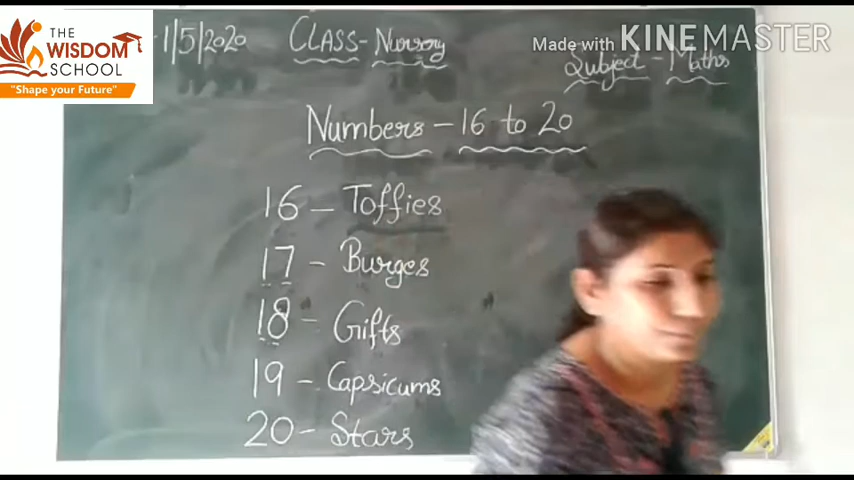 THE
WISDOM
SCHOOL
"Shape your Future"
1/5/2020
CLASS - Nursery
Made with KINEMASTER
Subject - Maths
Numbers - 16 to 20
16 - Toffies
17 - Burges
18 - Gifts
19 - Capsicums
20 - Stars